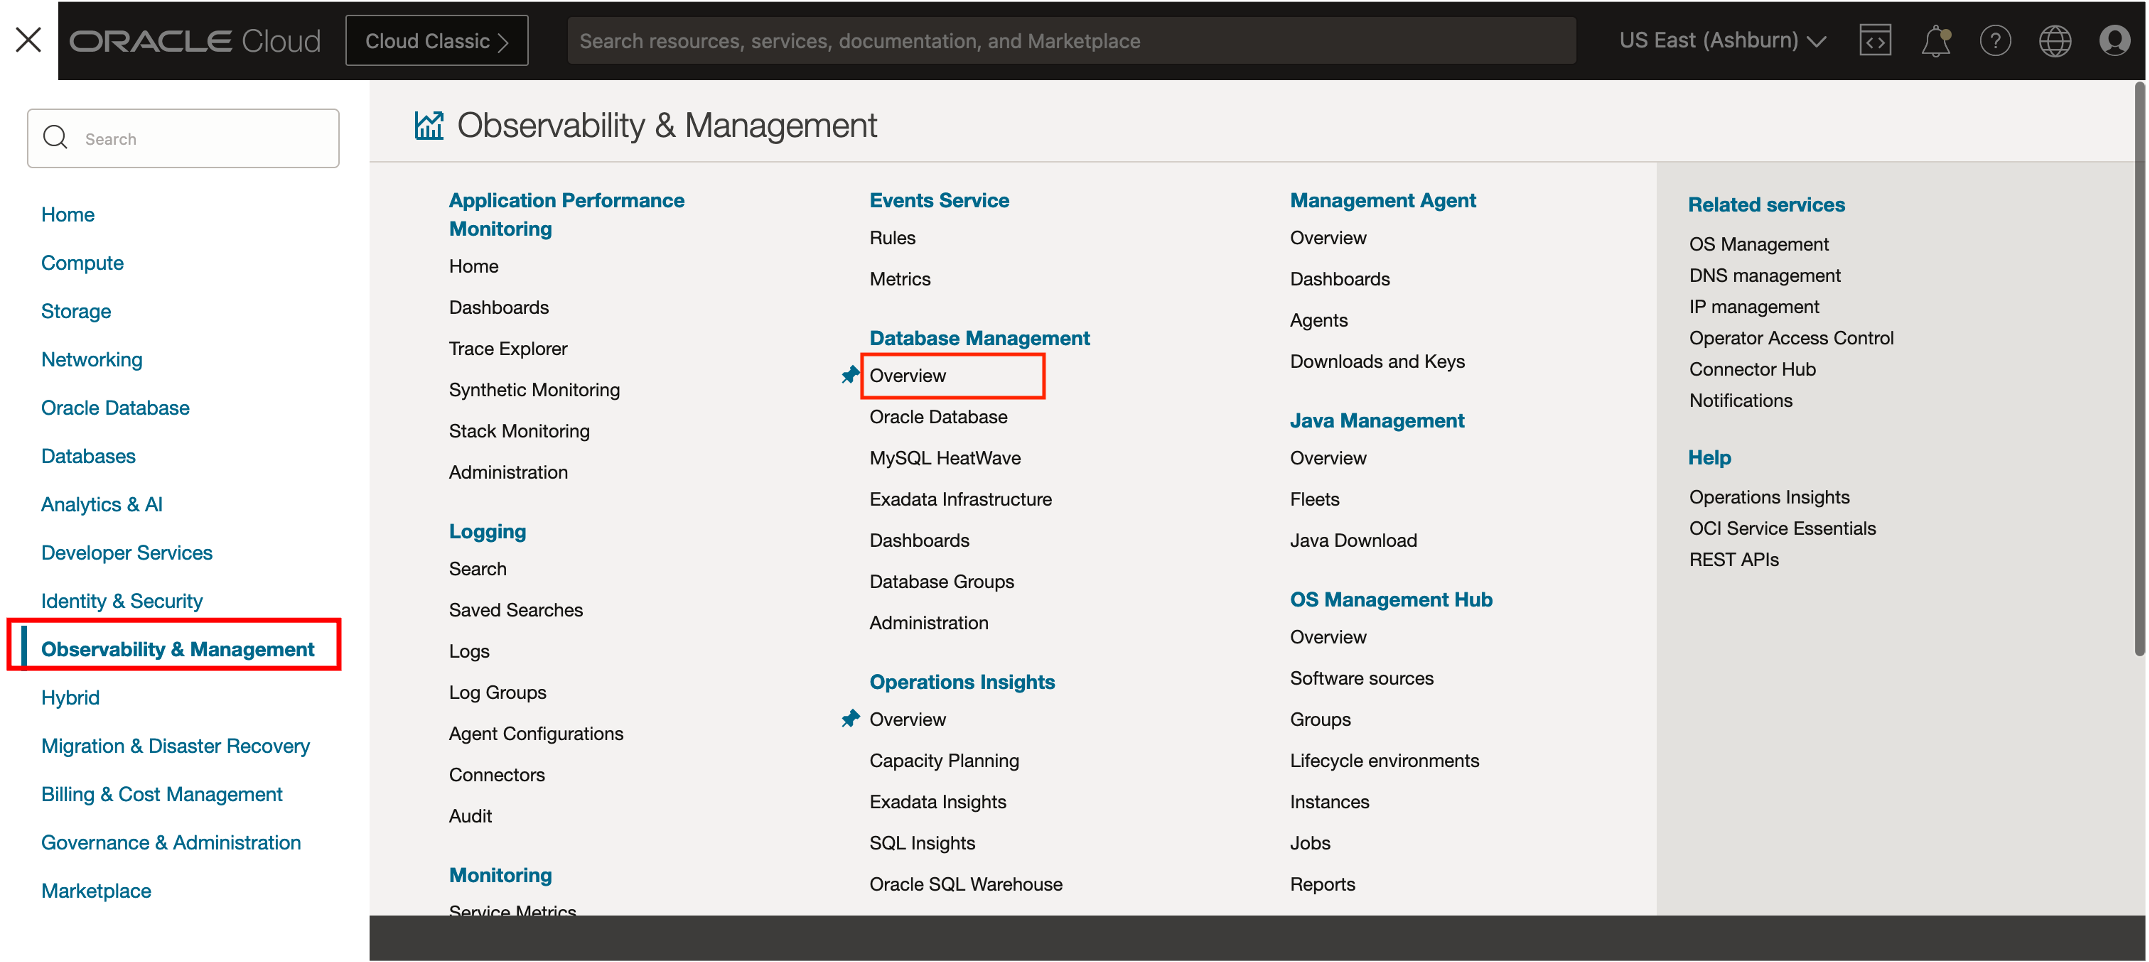 ORACLE Cloud
Cloud Classic
Search resources, services, documentation, and Marketplace
US East (Ashburn)
Search
Home
Compute
Storage
Networking
Oracle Database
Databases
Analytics & AI
Developer Services
Identity & Security
Observability & Management
Hybrid
Migration & Disaster Recovery
Billing & Cost Management
Governance & Administration
Marketplace
Observability & Management
Application Performance
Monitoring
Home
Dashboards
Trace Explorer
Synthetic Monitoring
Stack Monitoring
Administration
Logging
Search
Saved Searches
Logs
Log Groups
Agent Configurations
Connectors
Audit
Monitoring
Service Metrics
Events Service
Rules
Metrics
Database Management
Overview
Oracle Database
MySQL HeatWave
Exadata Infrastructure
Dashboards
Database Groups
Administration
Operations Insights
Overview
Capacity Planning
Exadata Insights
SQL Insights
Oracle SQL Warehouse
Management Agent
Overview
Dashboards
Agents
Downloads and Keys
Java Management
Overview
Fleets
Java Download
OS Management Hub
Overview
Software sources
Groups
Lifecycle environments
Instances
Jobs
Reports
Related services
OS Management
DNS management
IP management
Operator Access Control
Connector Hub
Notifications
Help
Operations Insights
OCI Service Essentials
REST APIs